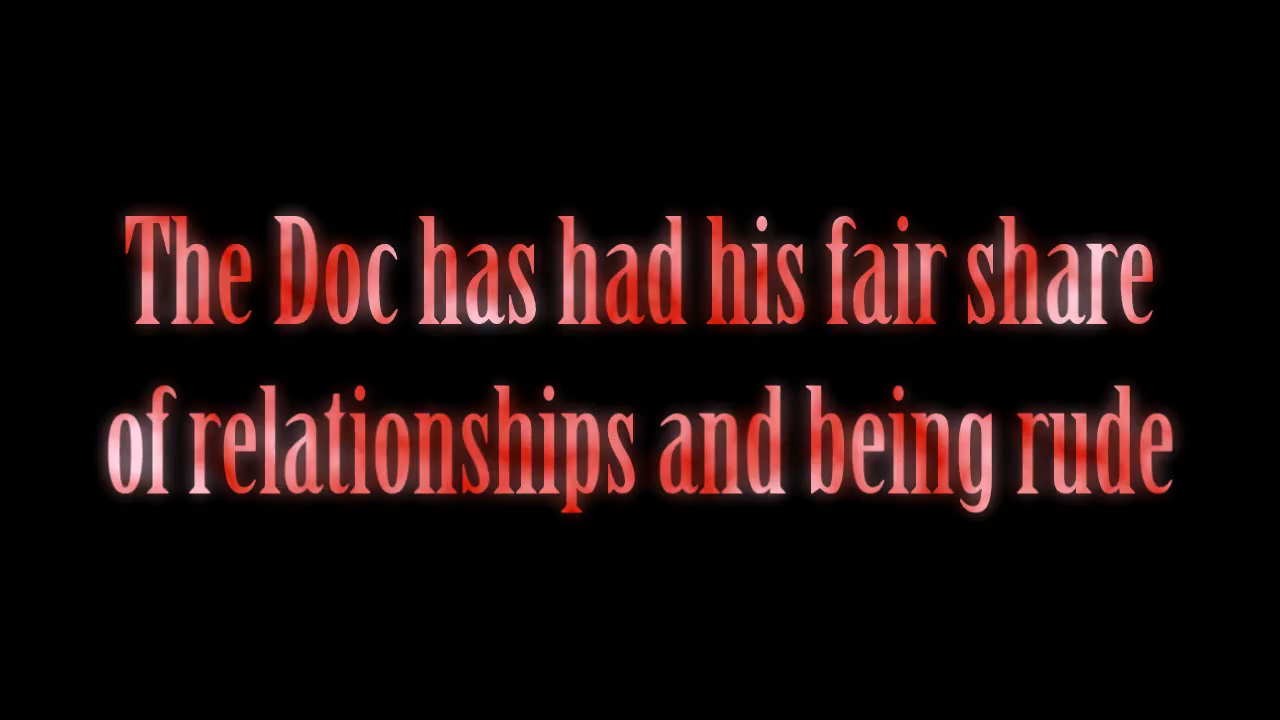 The Doc has had his fair share
of relationships and being rude